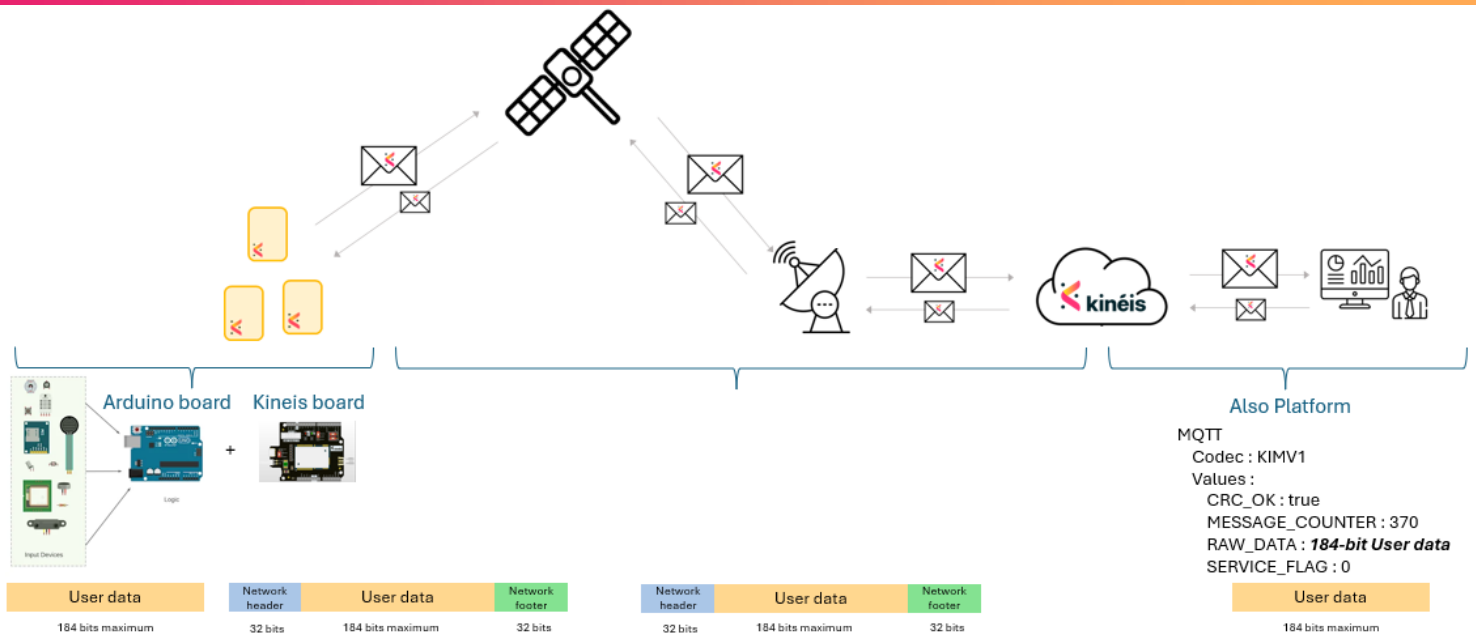 kinéis
Arduino board
Kineis board
+
Logic
Input Devices
Also Platform
MQTT
Codec : KIMV1
Values :
CRC_OK : true
MESSAGE_COUNTER : 370
RAW_DATA : 184-bit User data
SERVICE_FLAG : 0
User data
184 bits maximum
Network
header
User data
Network
footer
32 bits
184 bits maximum
32 bits
Network
header
User data
Network
footer
32 bits
184 bits maximum
32 bits
User data
184 bits maximum